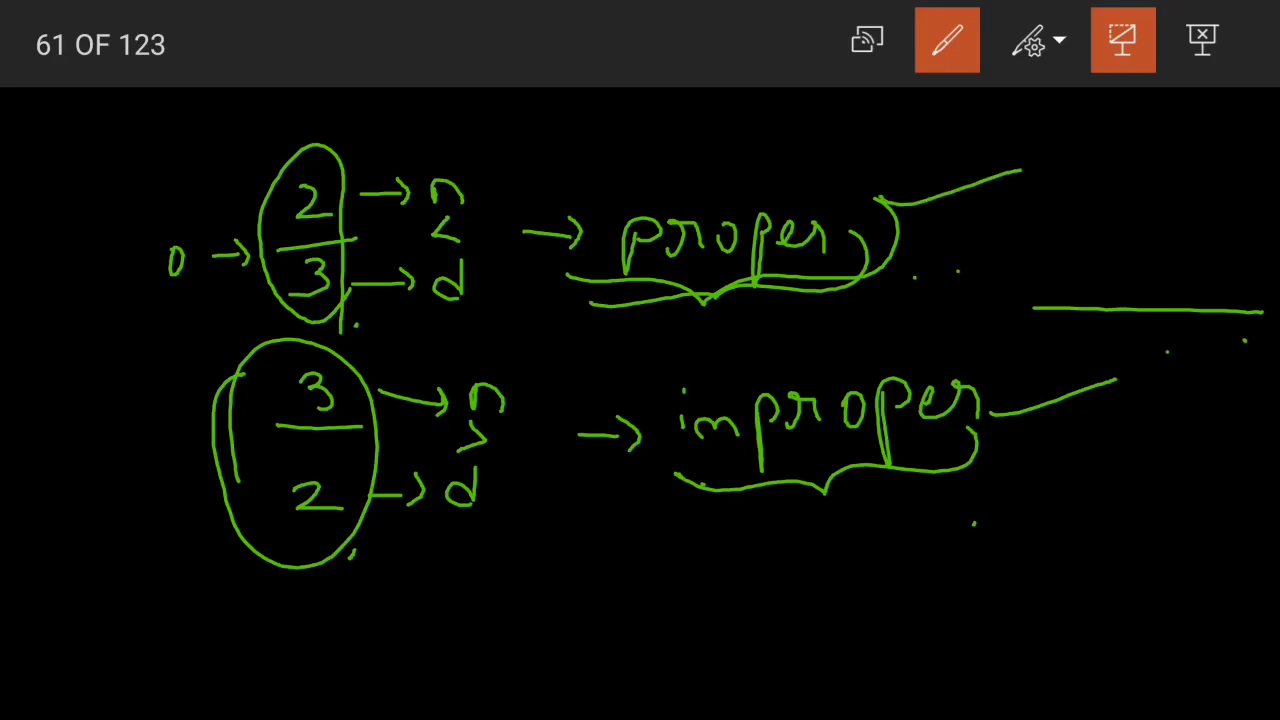 61 OF 123
2 → n
<
0 → 3 → d → proper
3 → n
>
2 → d → improper